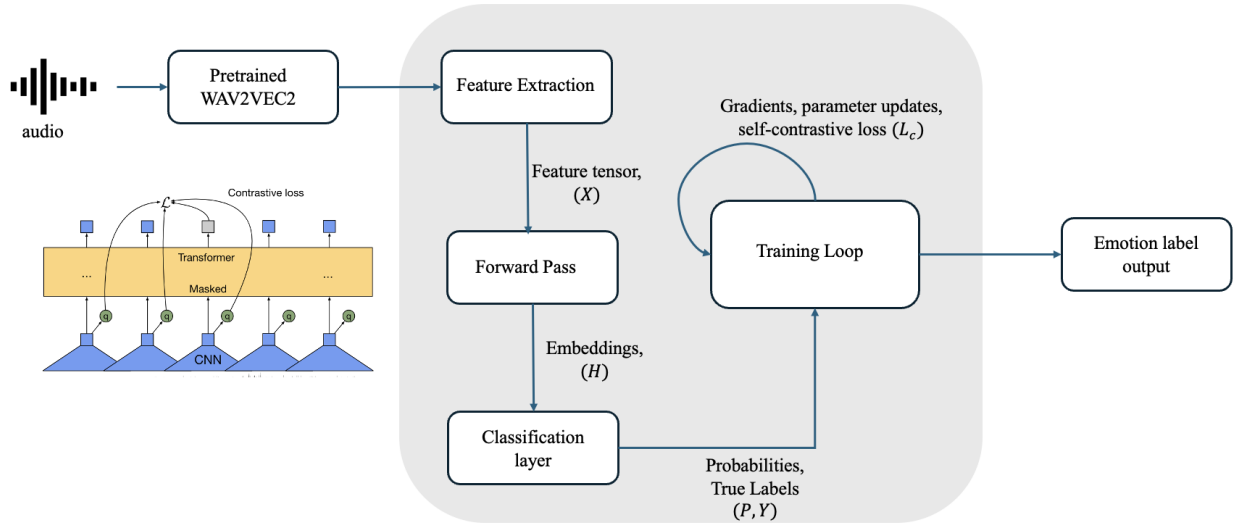 audio
Pretrained
WAV2VEC2
Feature Extraction
Feature tensor,
(X)
Forward Pass
Embeddings,
(H)
Classification
layer
Probabilities,
True Labels
(P, Y)
Gradients, parameter updates,
self-contrastive loss (L_c)
Training Loop
Emotion label
output
Contrastive loss
ℒ
Transformer
... ...
Masked
q q q q q
CNN